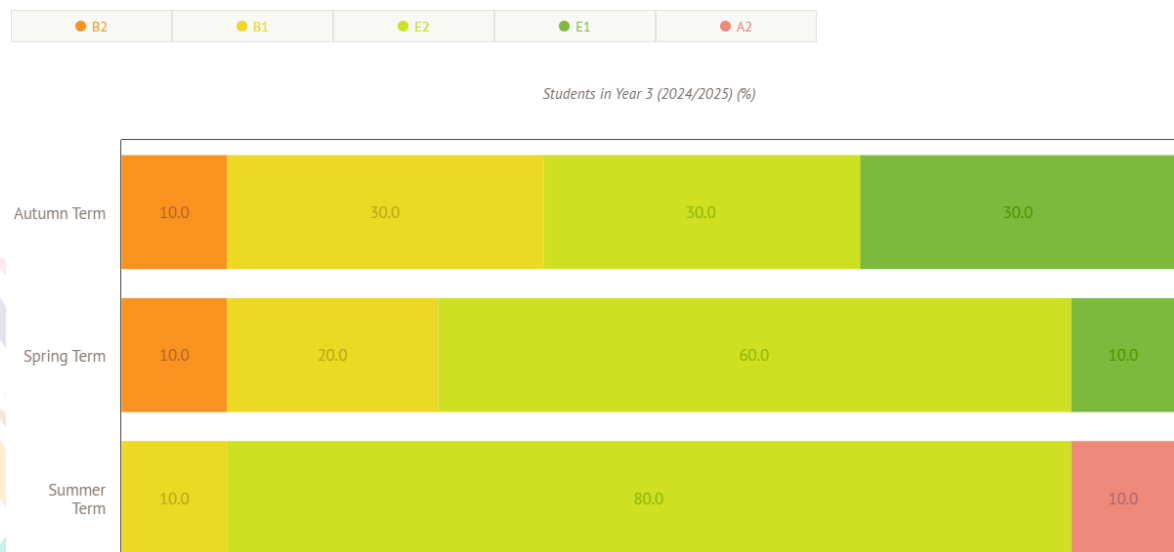 B2 B1 E2 E1 A2
Students in Year 3 (2024/2025) (%)
Autumn Term 10.0 30.0 30.0 30.0
Spring Term 10.0 20.0 60.0 10.0
Summer
Term
10.0 80.0 10.0